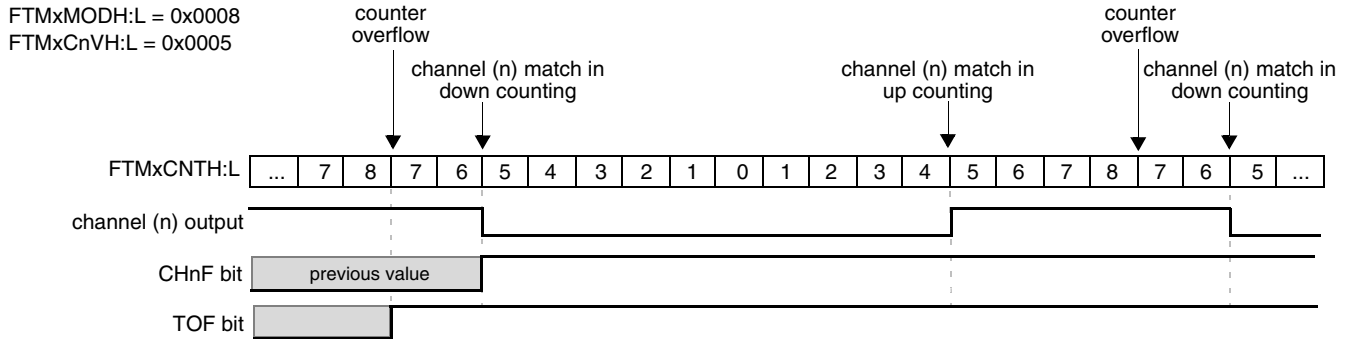 FTMxMODH:L = 0x0008
FTMxCnVH:L = 0x0005
counter
overflow
channel (n) match in
down counting
channel (n) match in
up counting
counter
overflow
channel (n) match in
down counting
FTMxCNTH:L ... 7 8 7 6 5 4 3 2 1 0 1 2 3 4 5 6 7 8 7 6 5 ...
channel (n) output
CHnF bit previous value
TOF bit